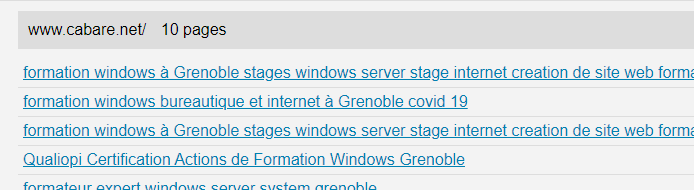 www.cabare.net/ 10 pages
formation windows à Grenoble stages windows server stage internet creation de site web forma
formation windows bureautique et internet à Grenoble covid 19
formation windows à Grenoble stages windows server stage internet creation de site web forma
Qualiopi Certification Actions de Formation Windows Grenoble
formateur expert windows server system grenoble